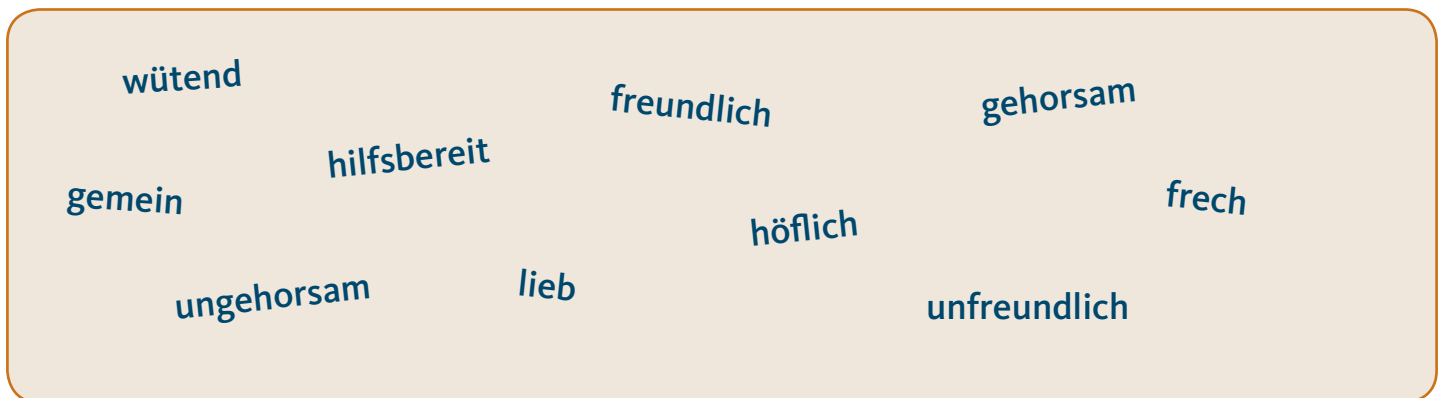 wütend
freundlich
gehorsam
hilfsbereit
gemein
frech
höflich
ungehorsam
lieb
unfreundlich